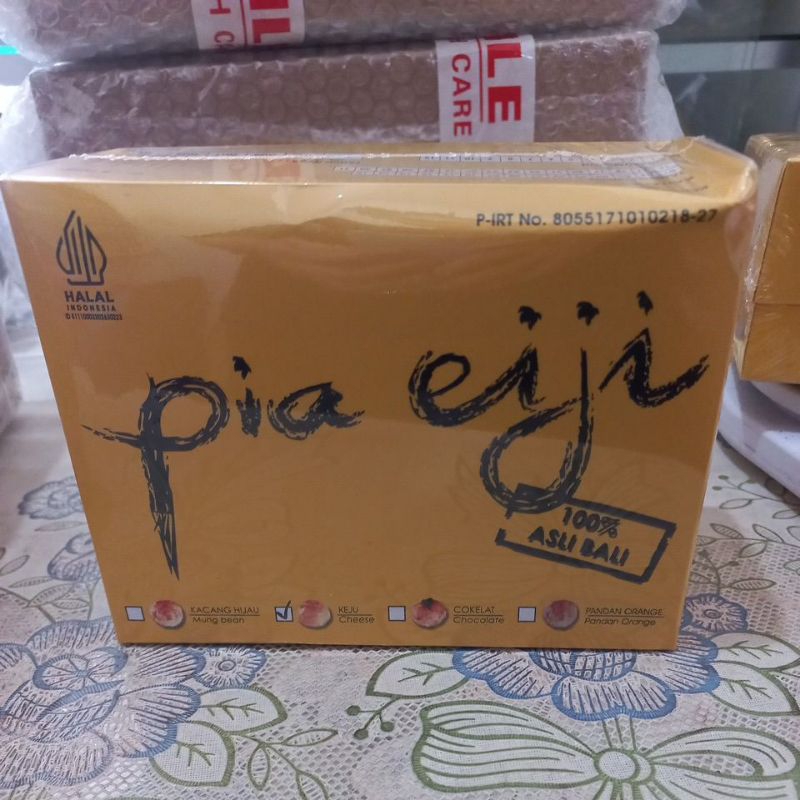 ILE
H CARE
P-IRT No. 8055171010218-27
HALAL
INDONESIA
pia eiji
100%
ASLI BALI
KACANG HIJAU
Mung bean
KEJU
Cheese
COKELAT
Chocolate
PANDAN ORANGE
Pandan Orange